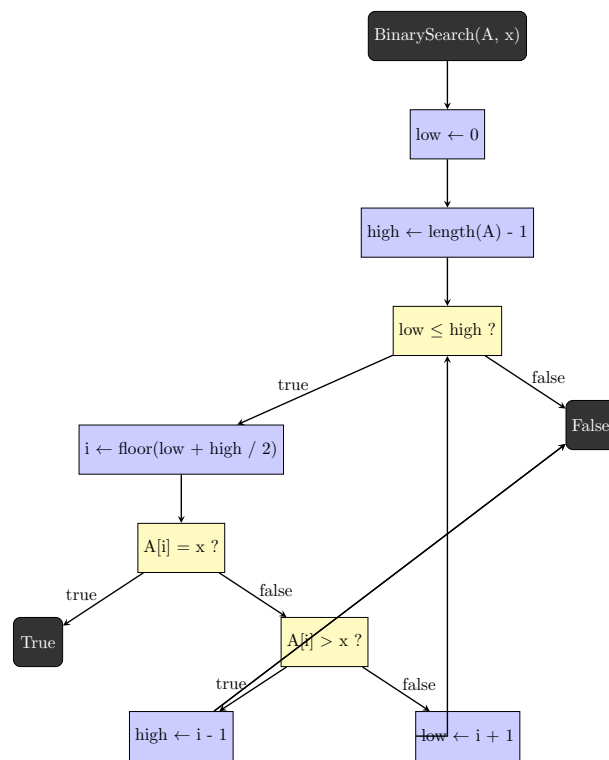 BinarySearch(A, x)
low ← 0
high ← length(A) - 1
low ≤ high ?
true
false
False
i ← floor(low + high / 2)
A[i] = x ?
true
false
True
A[i] > x ?
true
false
high ← i - 1
low ← i + 1